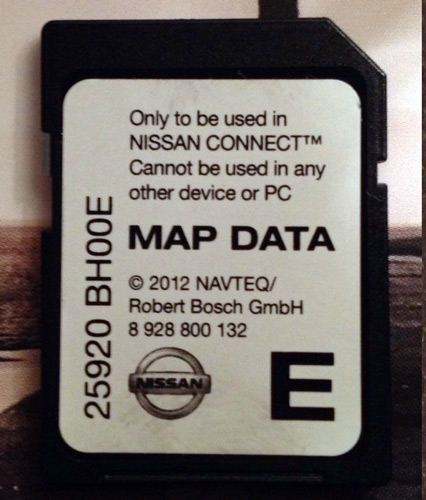 Only to be used in
NISSAN CONNECT™
Cannot be used in any
other device or PC
MAP DATA
© 2012 NAVTEQ/
Robert Bosch GmbH
8 928 800 132
NISSAN
E
25920 BH00E